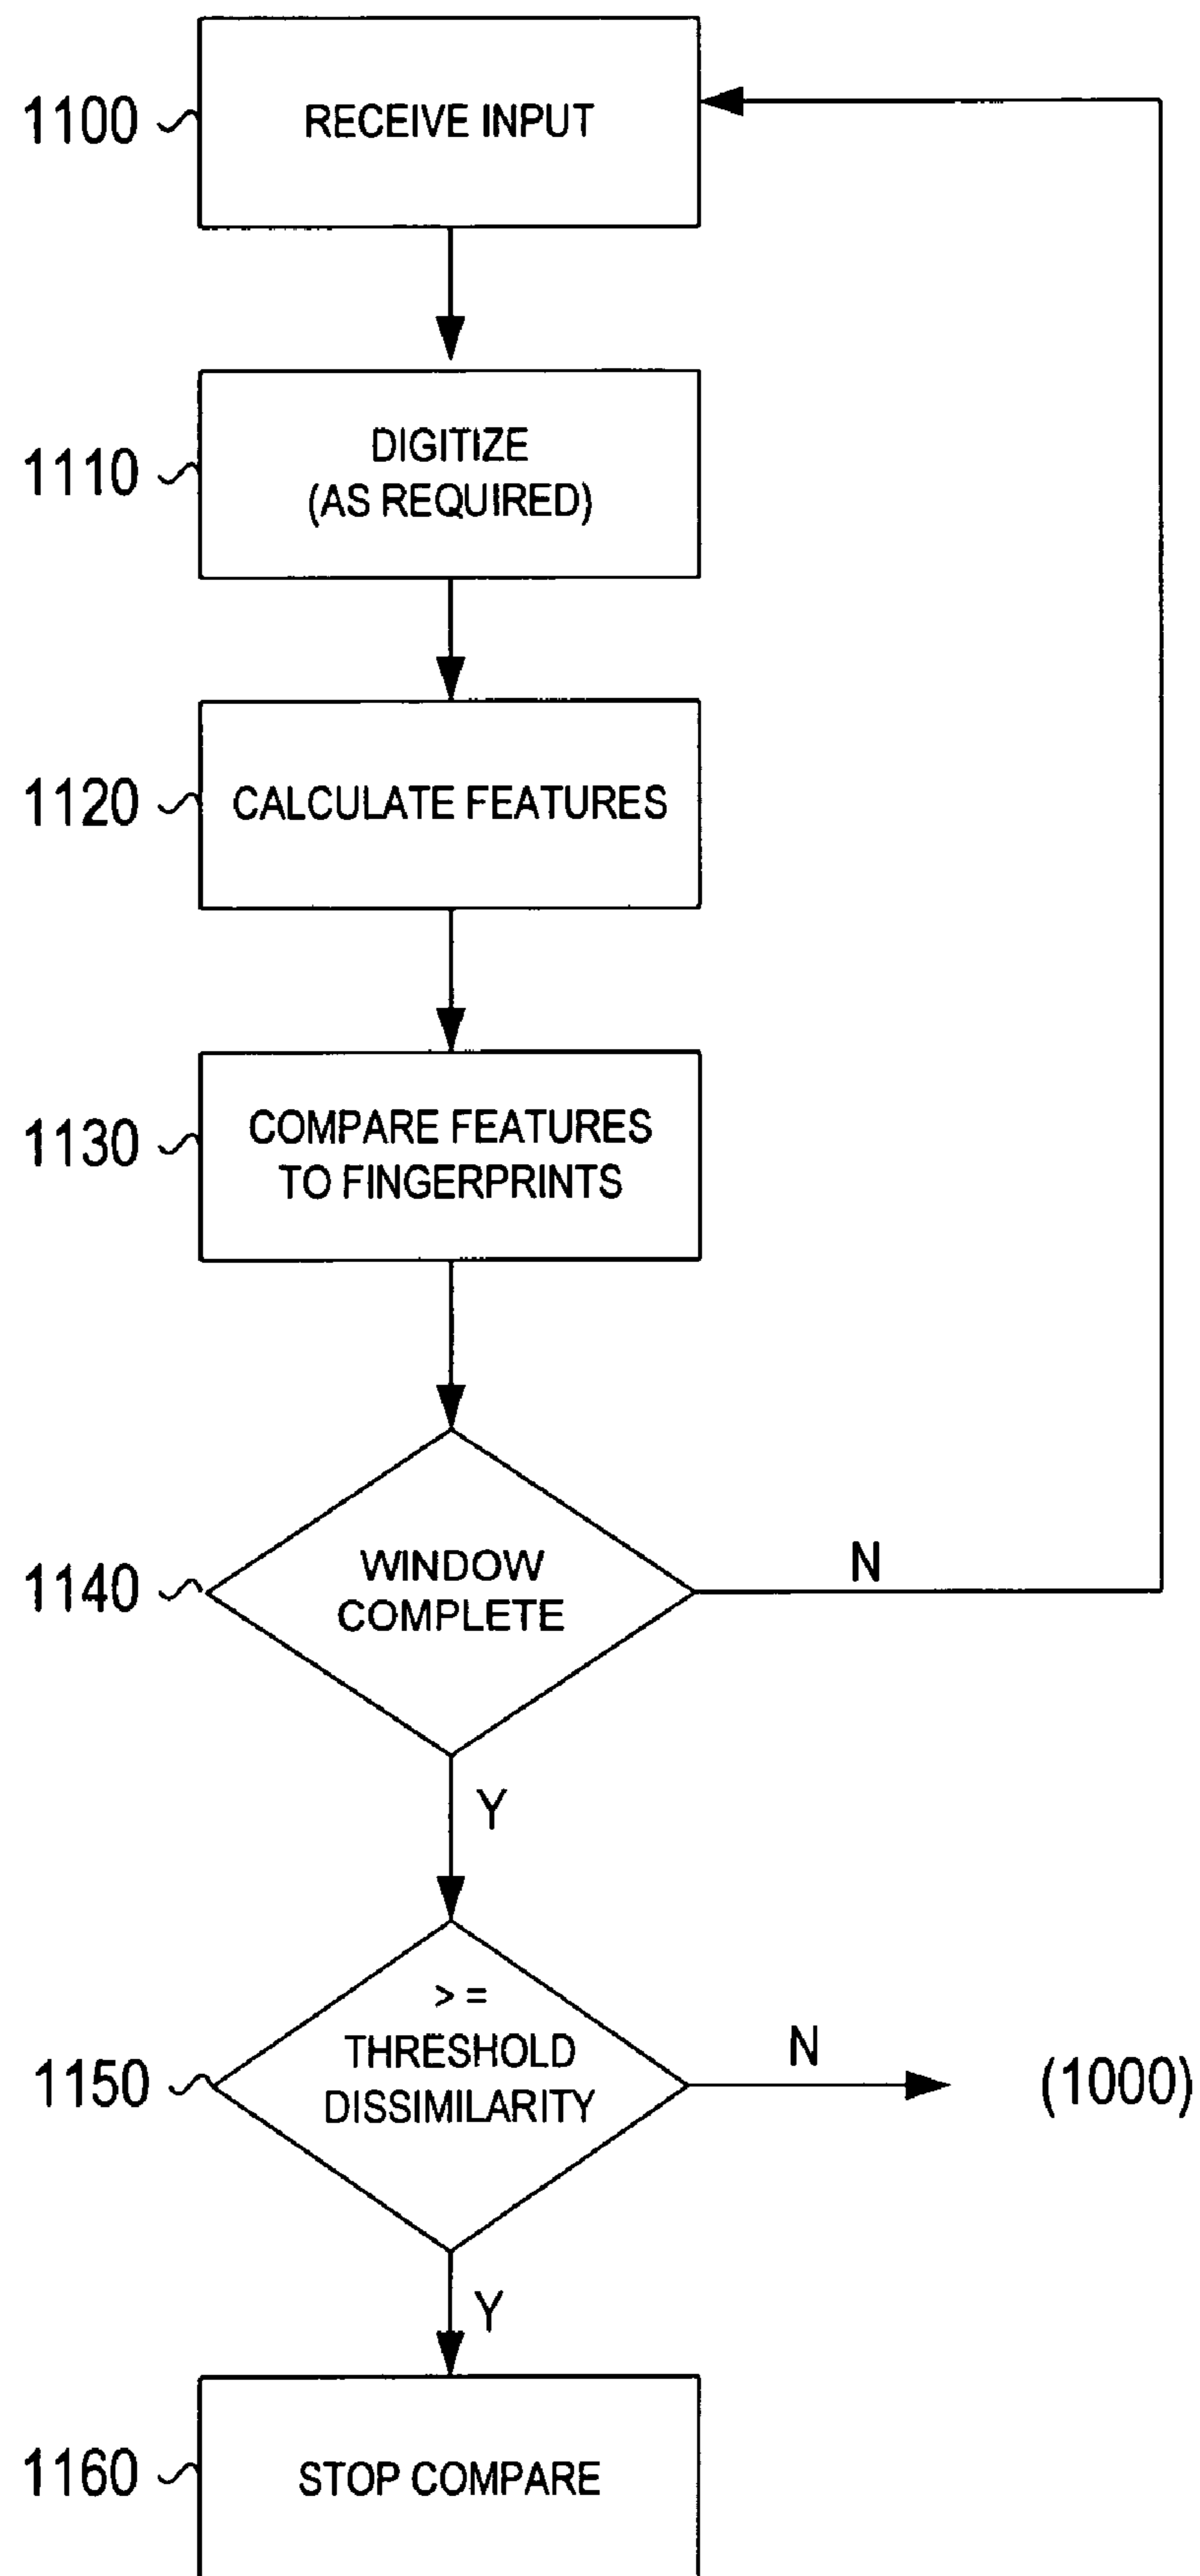 1100
RECEIVE INPUT
1110
DIGITIZE
(AS REQUIRED)
1120
CALCULATE FEATURES
1130
COMPARE FEATURES
TO FINGERPRINTS
1140
WINDOW
COMPLETE
N
Y
1150
> =
THRESHOLD
DISSIMILARITY
N
(1000)
Y
1160
STOP COMPARE